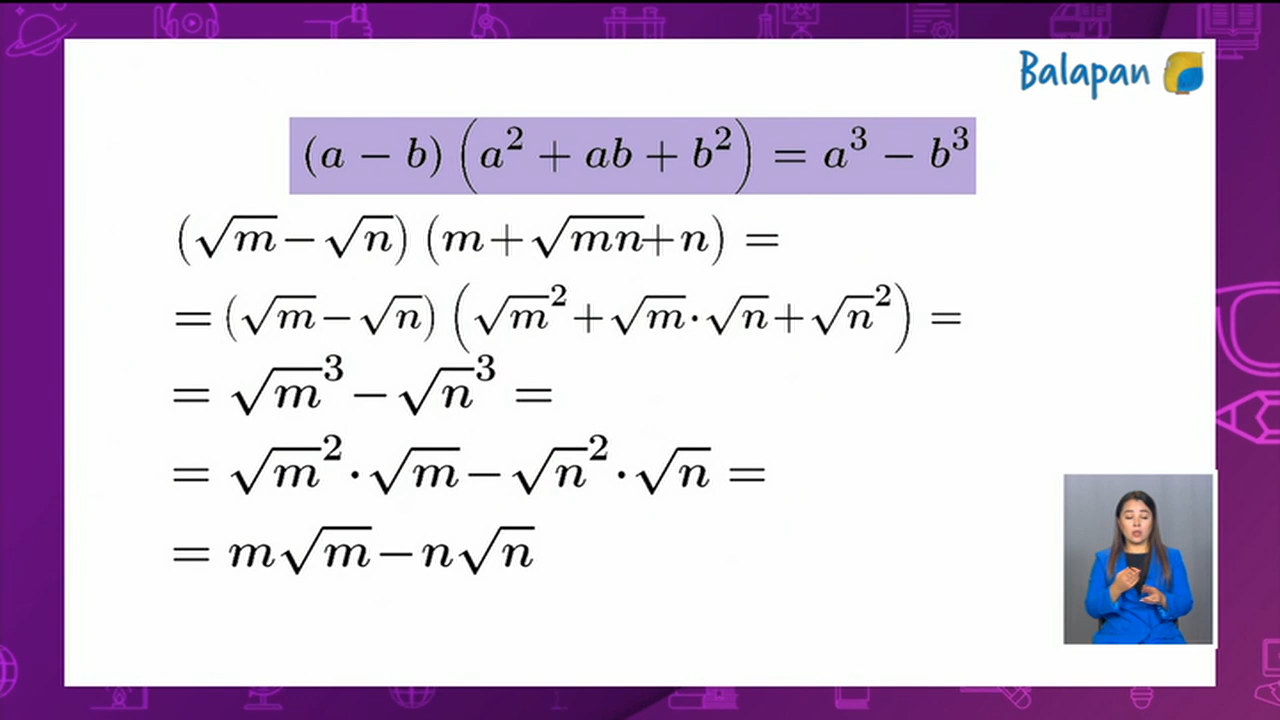 Balapan
(a − b) (a² + ab + b²) = a³ − b³
(√m − √n) (m + √mn + n) =
= (√m − √n) (√m² + √m · √n + √n²) =
= √m³ − √n³ =
= √m² · √m − √n² · √n =
= m√m − n√n